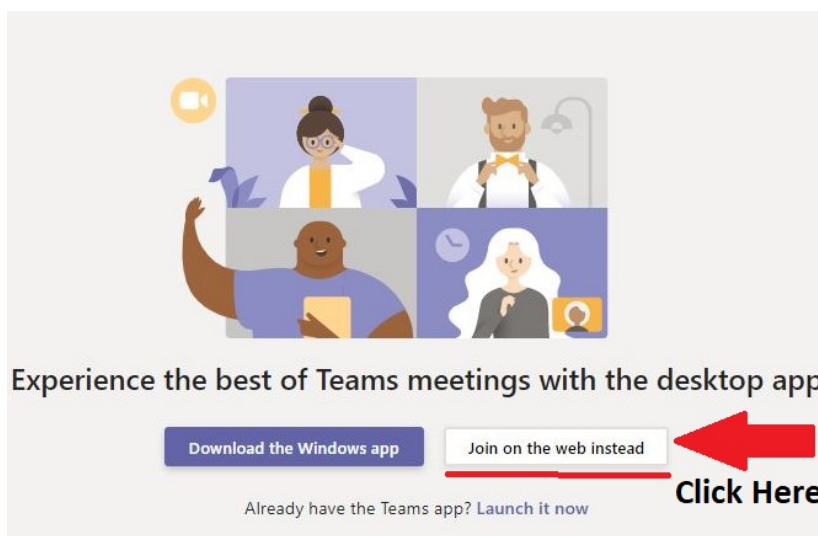 Experience the best of Teams meetings with the desktop app
Download the Windows app
Join on the web instead
Click Here
Already have the Teams app? Launch it now